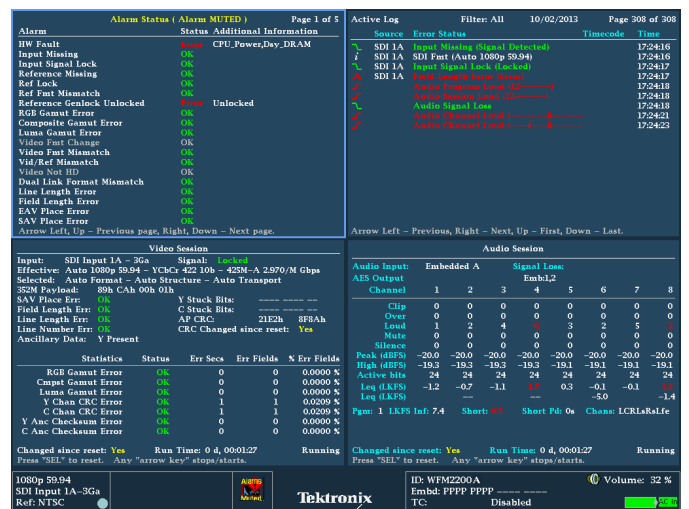 Alarm Status ( Alarm MUTED ) Page 1 of 5
Alarm Status Additional Information
HW Fault Error CPU_Power,Dsy_DRAM
Input Missing OK
Input Signal Lock OK
Reference Missing OK
Ref Lock OK
Ref Fmt Mismatch OK
Reference Genlock Unlocked Error Unlocked
RGB Gamut Error OK
Composite Gamut Error OK
Luma Gamut Error OK
Video Fmt Change OK
Video Fmt Mismatch OK
Vid/Ref Mismatch OK
Video Not HD OK
Dual Link Format Mismatch OK
Line Length Error OK
Field Length Error OK
EAV Place Error OK
SAV Place Error OK
Arrow Left, Up – Previous page, Right, Down – Next page.
Active Log Filter: All 10/02/2013 Page 308 of 308
Source Error Status Timecode Time
SDI 1A Input Missing (Signal Detected) 17:24:16
i SDI 1A SDI Fmt (Auto 1080p 59.94) 17:24:16
SDI 1A Input Signal Lock (Locked) 17:24:17
SDI 1A Field Length Error 17:24:17
Audio Program Loud 17:24:18
Audio Session Loud 17:24:18
Audio Signal Loss 17:24:18
Audio Channel Loud 17:24:21
Audio Channel Loud 17:24:23
Arrow Left – Previous, Right – Next, Up – First, Down – Last.
Video Session
Input: SDI Input 1A – 3Ga Signal: Locked
Effective: Auto 1080p 59.94 – YCbCr 422 10b – 425M–A 2.970/M Gbps
Selected: Auto Format – Auto Structure – Auto Transport
352M Payload: 89h CAh 00h 01h
SAV Place Err: OK Y Stuck Bits: –––– –––– ––
Field Length Err: OK C Stuck Bits: –––– –––– ––
Line Length Err: OK AP CRC: 21E2h 8F8Ah
Line Number Err: OK CRC Changed since reset: Yes
Ancillary Data: Y Present
Statistics Status Err Secs Err Fields % Err Fields
RGB Gamut Error OK 0 0 0.0000 %
Cmpst Gamut Error OK 0 0 0.0000 %
Luma Gamut Error OK 0 0 0.0000 %
Y Chan CRC Error OK 1 1 0.0209 %
C Chan CRC Error OK 1 1 0.0209 %
Y Anc Checksum Error OK 0 0 0.0000 %
C Anc Checksum Error OK 0 0 0.0000 %
Changed since reset: Yes Run Time: 0 d, 00:01:27 Running
Press "SEL" to reset. Any "arrow key" stops/starts.
Audio Session
Audio Input: Embedded A Signal Loss:
AES Output Emb:1,2
Channel 1 2 3 4 5 6 7 8
Clip 0 0 0 0 0 0 0 0
Over 0 0 0 0 0 0 0 0
Loud 1 2 4 3 2 5
Mute 0 0 0 0 0 0 0 0
Silence 0 0 0 0 0 0 0 0
Peak (dBFS) –20.0 –20.0 –20.0 –20.0 –20.0 –20.0 –20.0 –20.0
High (dBFS) –19.3 –19.3 –19.3 –19.1 –19.3 –19.1 –19.1 –19.3
Active bits 24 24 24 24 24 24 24 24
Leq (LKFS) –1.2 –0.7 –1.1 0.3 –0.1 –0.1
Leq (LKFS) –– –– –5.0 –1.4
Pgm: 1 LKFS Inf: 7.4 Short: Short Pd: 0s Chans: LCRLsRsLfe
Changed since reset: Yes Run Time: 0 d, 00:01:27 Running
Press "SEL" to reset. Any "arrow key" stops/starts.
1080p 59.94
SDI Input 1A–3Ga
Ref: NTSC
Alarms
Muted
Tektronix
ID: WFM2200A
Embd: PPPP PPPP –––– ––––
TC: Disabled
Volume: 32 %
AC In